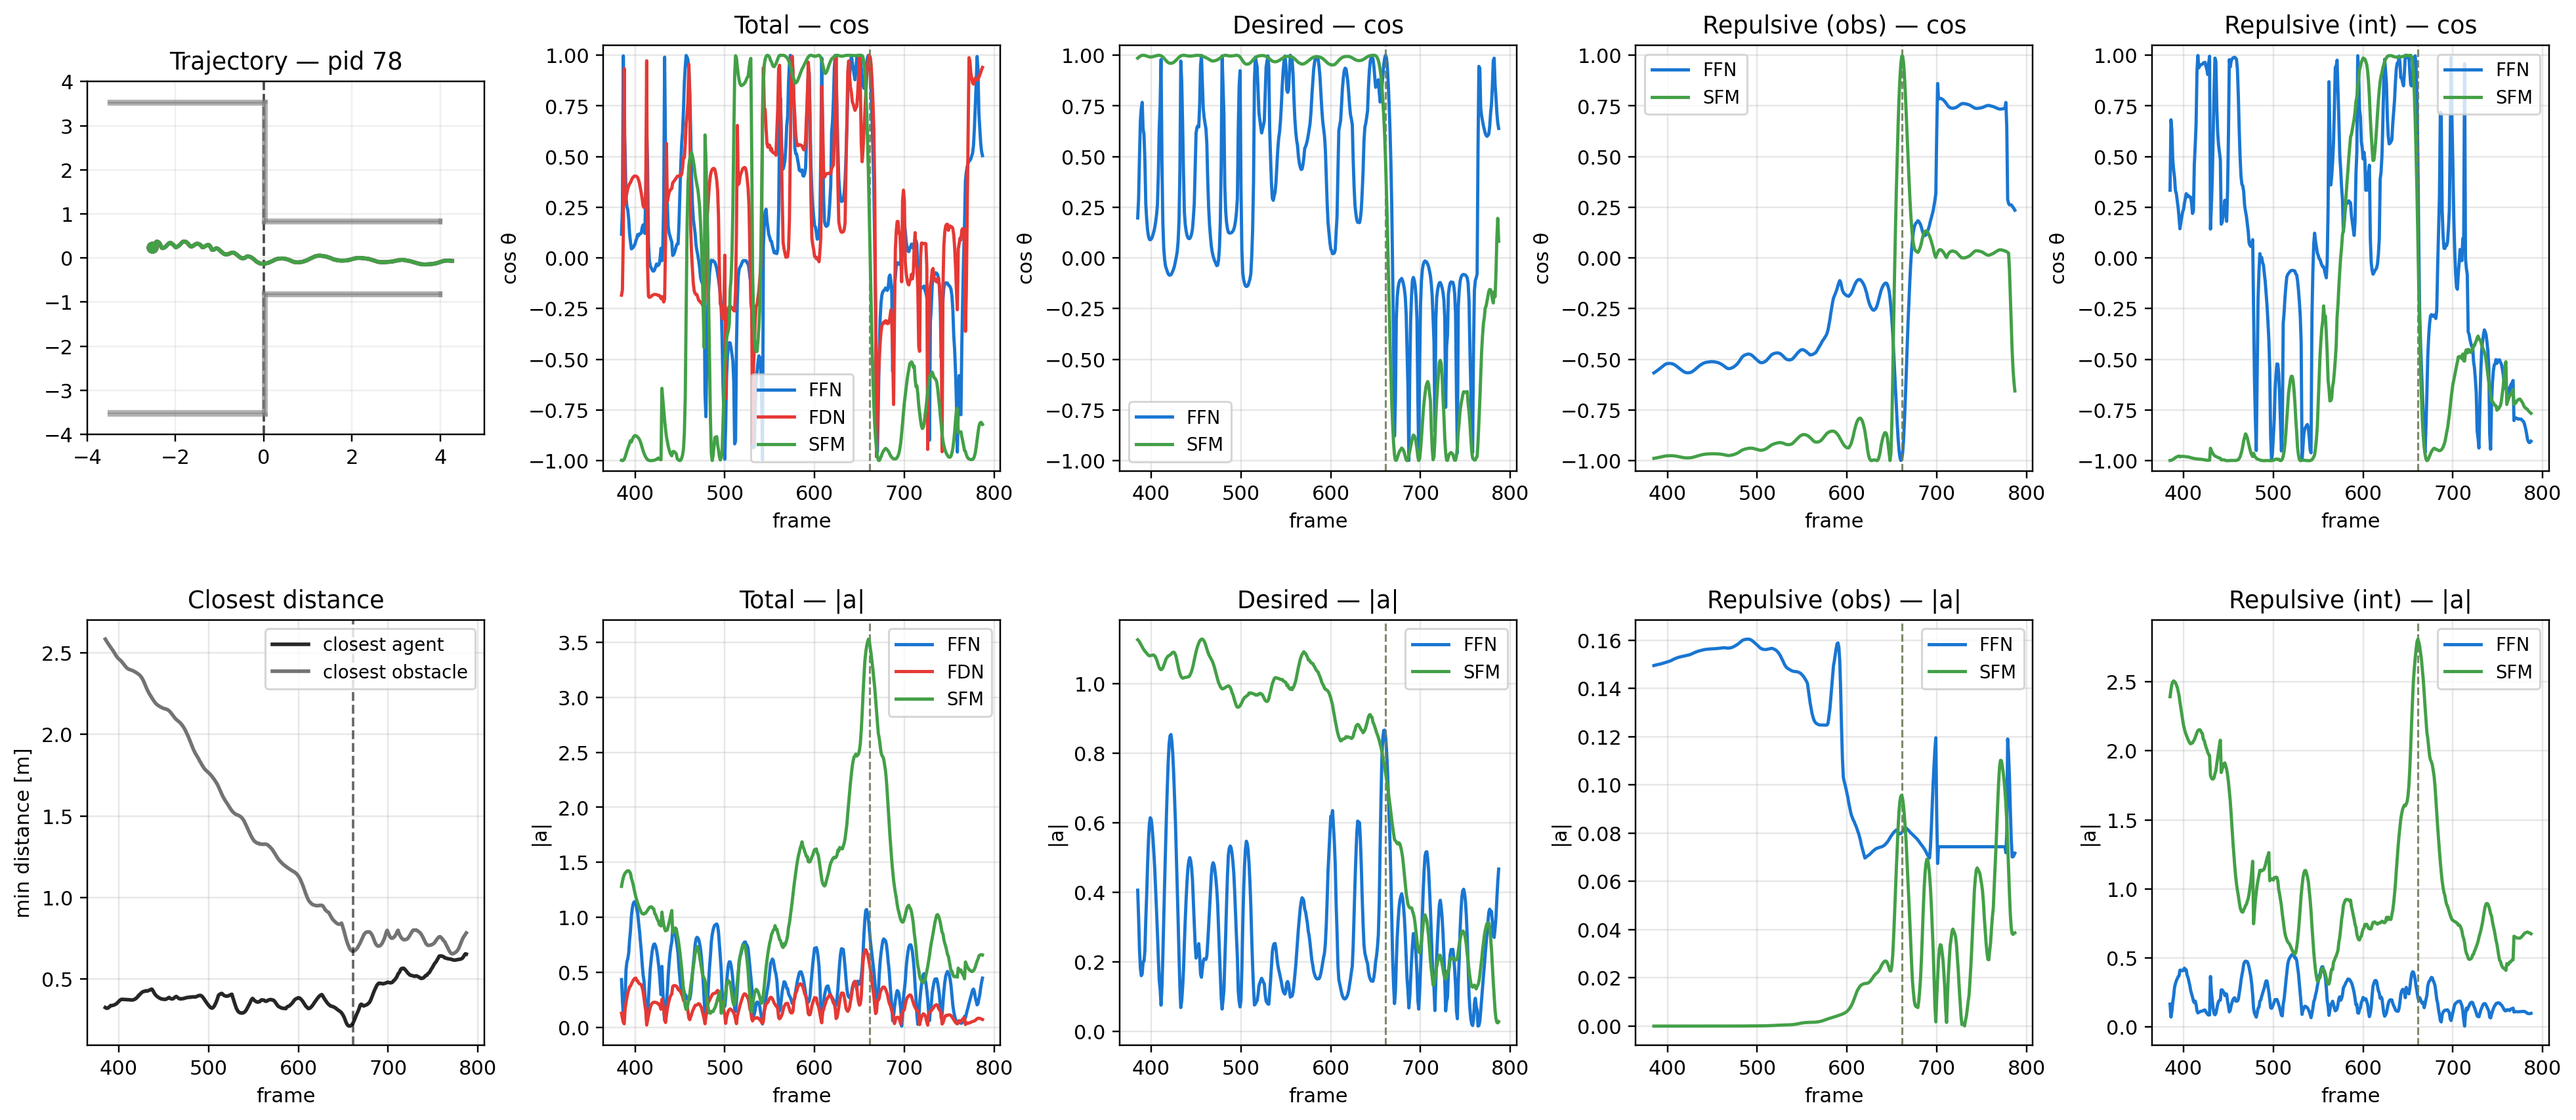 Trajectory — pid 78
4
3
2
1
0
−1
−2
−3
−4
−4
−2
0
2
4
Total — cos
cos θ
1.00
0.75
0.50
0.25
0.00
−0.25
−0.50
−0.75
−1.00
FFN
FDN
SFM
400
500
600
700
800
frame
Desired — cos
cos θ
1.00
0.75
0.50
0.25
0.00
−0.25
−0.50
−0.75
−1.00
FFN
SFM
400
500
600
700
800
frame
Repulsive (obs) — cos
cos θ
1.00
0.75
0.50
0.25
0.00
−0.25
−0.50
−0.75
−1.00
FFN
SFM
400
500
600
700
800
frame
Repulsive (int) — cos
cos θ
1.00
0.75
0.50
0.25
0.00
−0.25
−0.50
−0.75
−1.00
FFN
SFM
400
500
600
700
800
frame
Closest distance
min distance [m]
2.5
2.0
1.5
1.0
0.5
closest agent
closest obstacle
400
500
600
700
800
frame
Total — |a|
|a|
3.5
3.0
2.5
2.0
1.5
1.0
0.5
0.0
FFN
FDN
SFM
400
500
600
700
800
frame
Desired — |a|
|a|
1.0
0.8
0.6
0.4
0.2
0.0
FFN
SFM
400
500
600
700
800
frame
Repulsive (obs) — |a|
|a|
0.16
0.14
0.12
0.10
0.08
0.06
0.04
0.02
0.00
FFN
SFM
400
500
600
700
800
frame
Repulsive (int) — |a|
|a|
2.5
2.0
1.5
1.0
0.5
0.0
FFN
SFM
400
500
600
700
800
frame